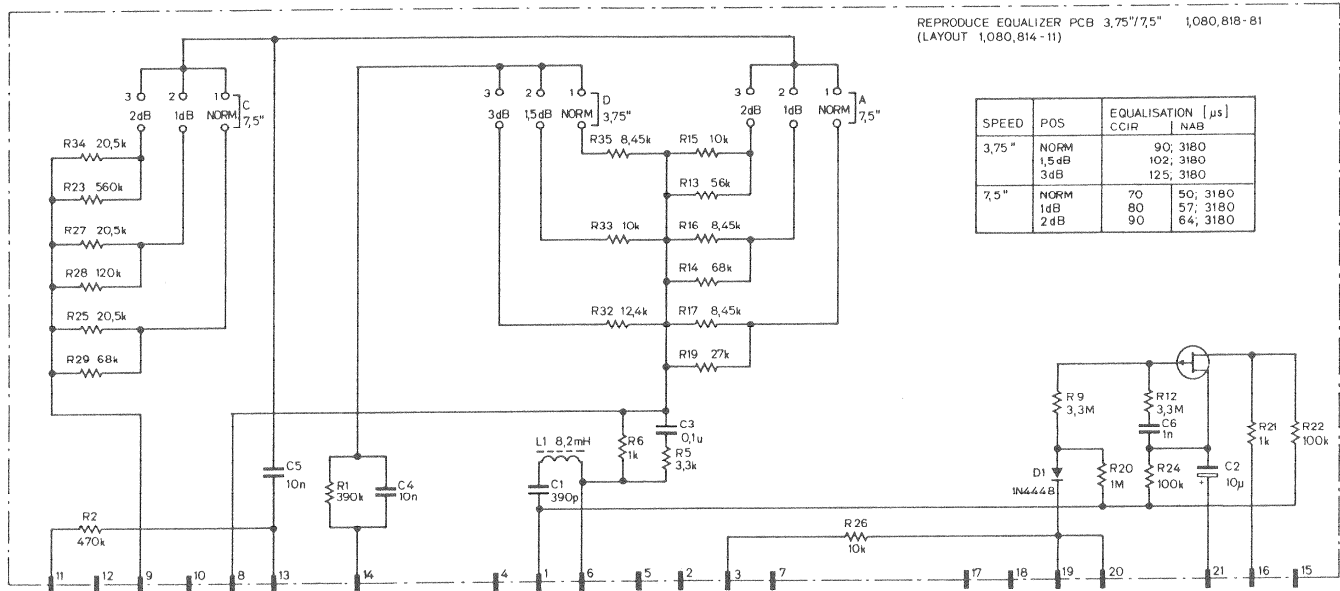 REPRODUCE EQUALIZER PCB 3,75"/7,5" 1,080,818-81
(LAYOUT 1,080,814-11)
3 2 1 C
2dB 1dB NORM 7,5"
3 2 1 D
3dB 1,5dB NORM 3,75"
3 2 1 A
2dB 1dB NORM 7,5"
SPEED POS EQUALISATION [µs]
CCIR NAB
3,75" NORM 90; 3180
1,5dB 102; 3180
3dB 125; 3180
7,5" NORM 70 50; 3180
1dB 80 57; 3180
2dB 90 64; 3180
R34 20,5k
R23 560k
R27 20,5k
R28 120k
R25 20,5k
R29 68k
R35 8,45k
R15 10k
R13 56k
R33 10k
R16 8,45k
R14 68k
R32 12,4k
R17 8,45k
R19 27k
R9
3,3M
R12
3,3M
C6
1n
R21
1k
R22
100k
C3
0,1u
R6
1k
R5
3,3k
L1 8,2mH
C1
390p
C5
10n
R1
390k
C4
10n
D1
1N4448
R20
1M
R24
100k
C2
10µ
+
R2
470k
R26
10k
11 12 9 10 8 13 14 4 1 6 5 2 3 7 17 18 19 20 21 16 15